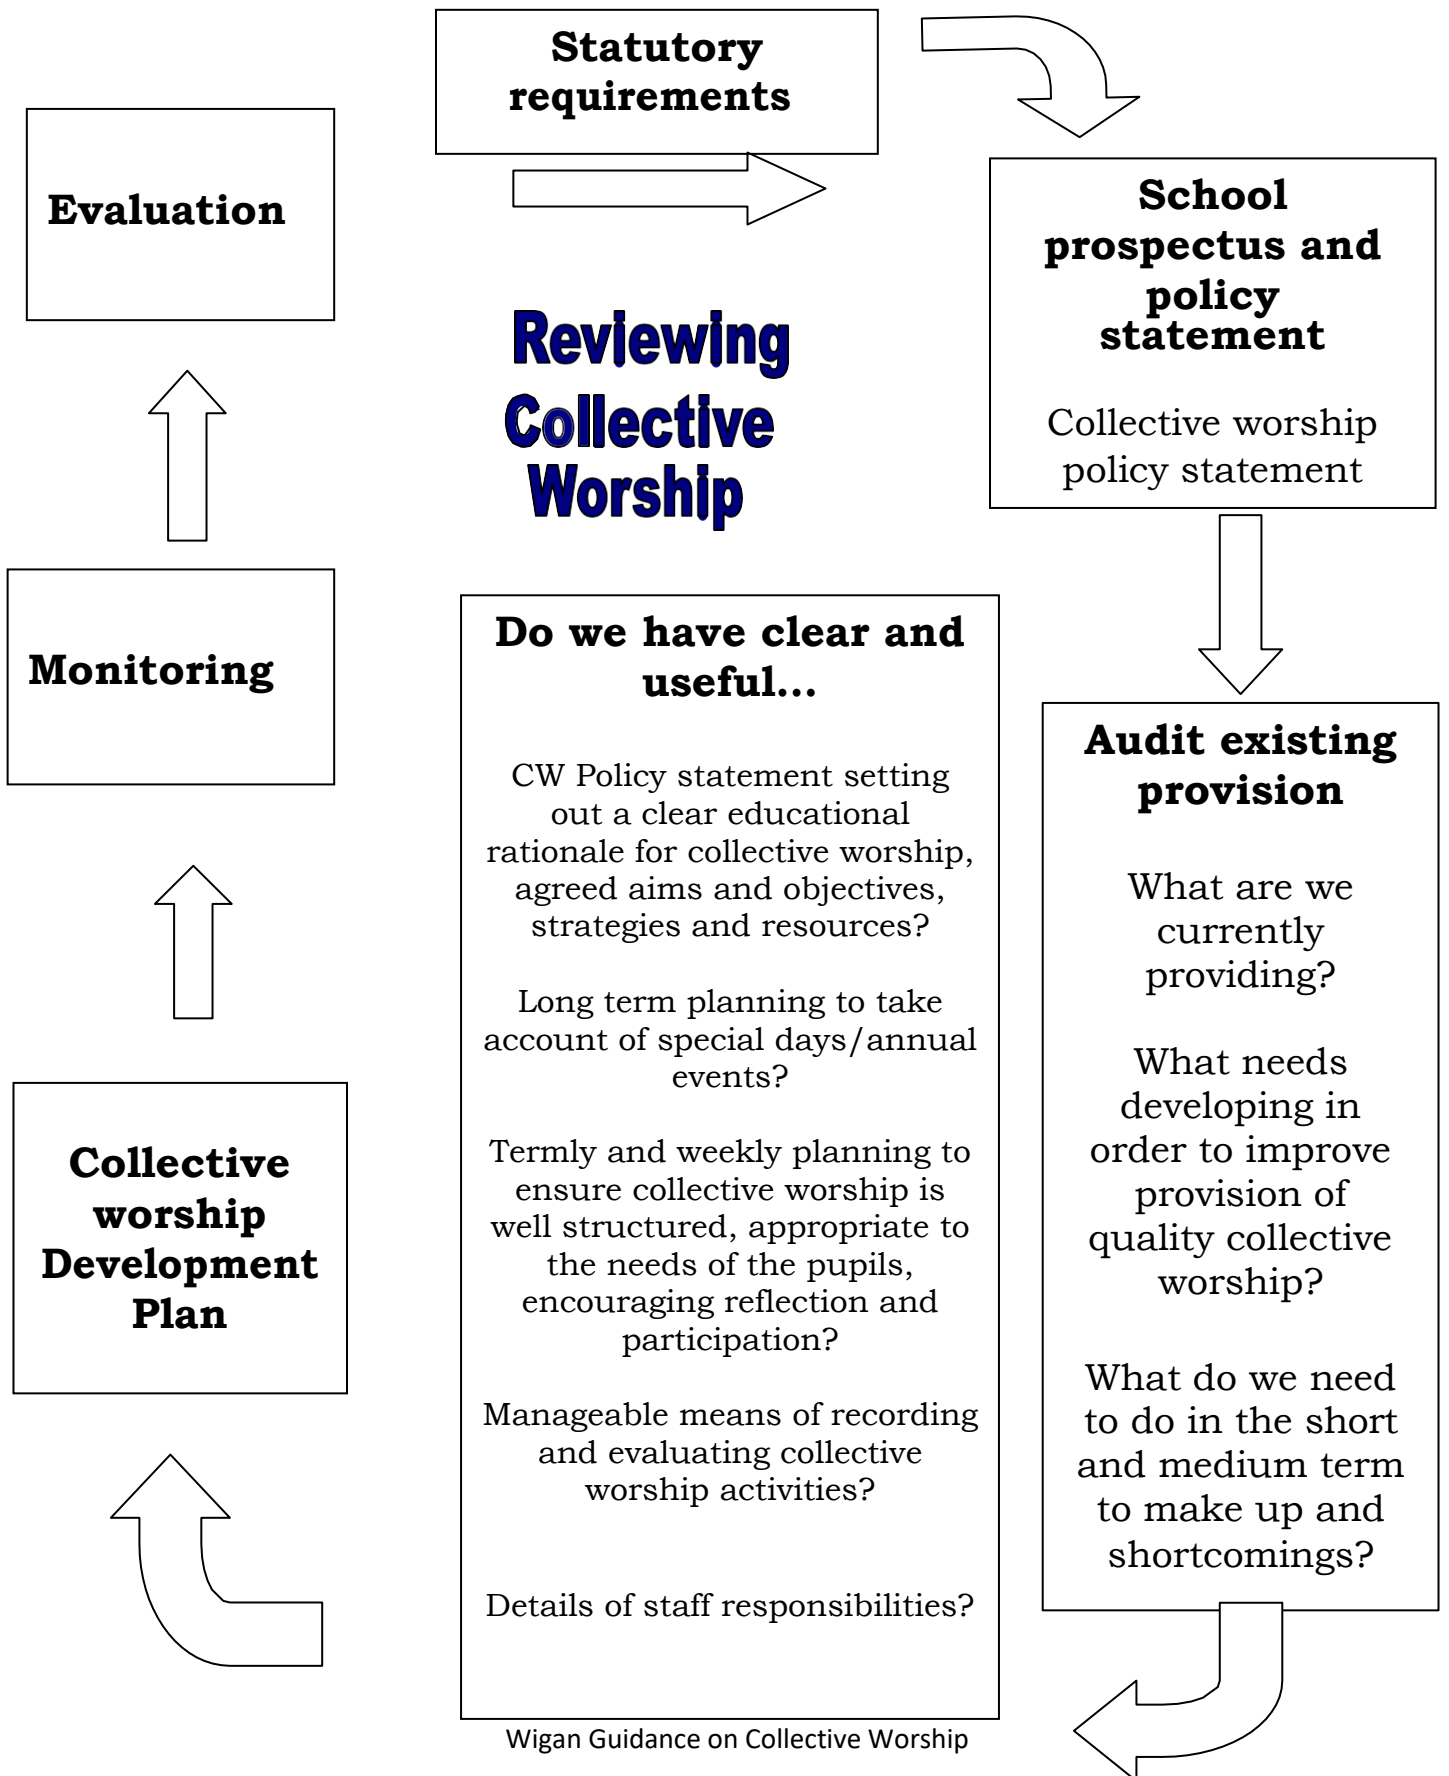 Statutory
requirements
Evaluation
School
prospectus and
policy
statement
Collective worship
policy statement
Reviewing
Collective
Worship
Monitoring
Do we have clear and
useful…
CW Policy statement setting
out a clear educational
rationale for collective worship,
agreed aims and objectives,
strategies and resources?
Long term planning to take
account of special days/annual
events?
Termly and weekly planning to
ensure collective worship is
well structured, appropriate to
the needs of the pupils,
encouraging reflection and
participation?
Manageable means of recording
and evaluating collective
worship activities?
Details of staff responsibilities?
Audit existing
provision
What are we
currently
providing?
What needs
developing in
order to improve
provision of
quality collective
worship?
What do we need
to do in the short
and medium term
to make up and
shortcomings?
Collective
worship
Development
Plan
Wigan Guidance on Collective Worship